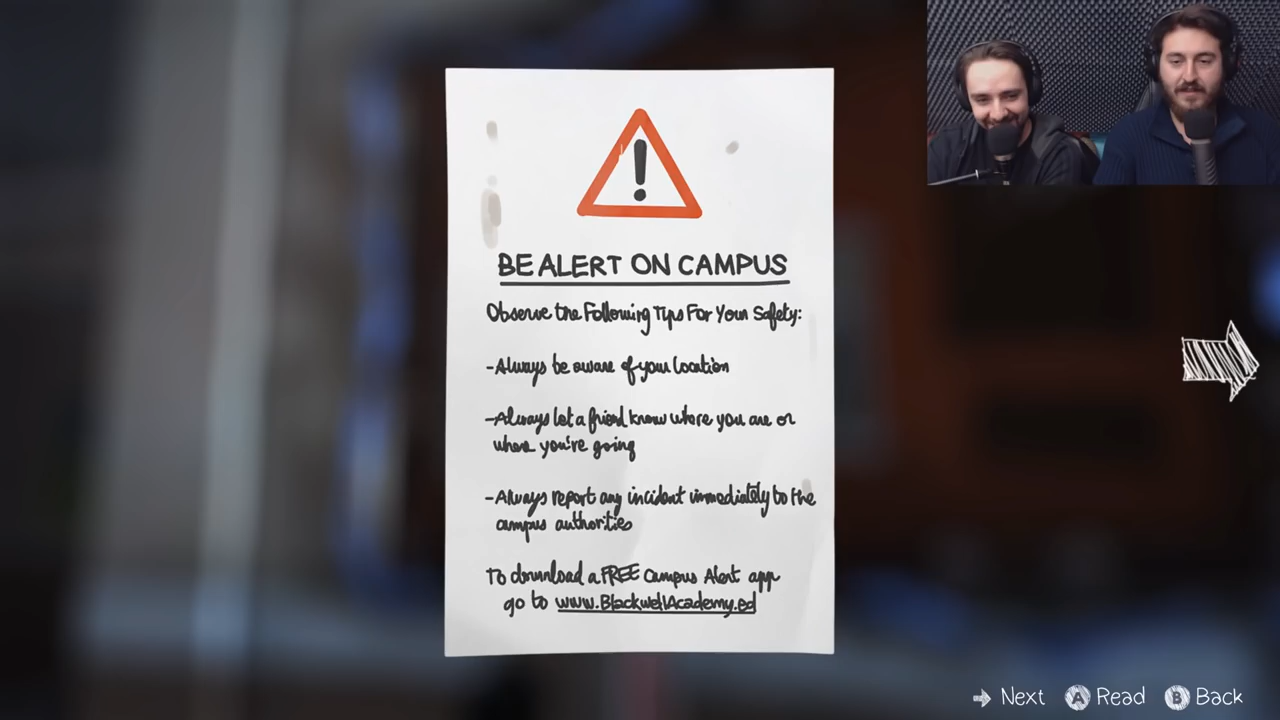 !
BE ALERT ON CAMPUS
Observe the Following Tips For Your Safety:
-Always be aware of your location
-Always let a friend know where you are or
where you're going
-Always report any incident immediately to the
campus authorities
To download a FREE Campus Alert app
go to www.BlackwellAcademy.ed
Next A Read B Back